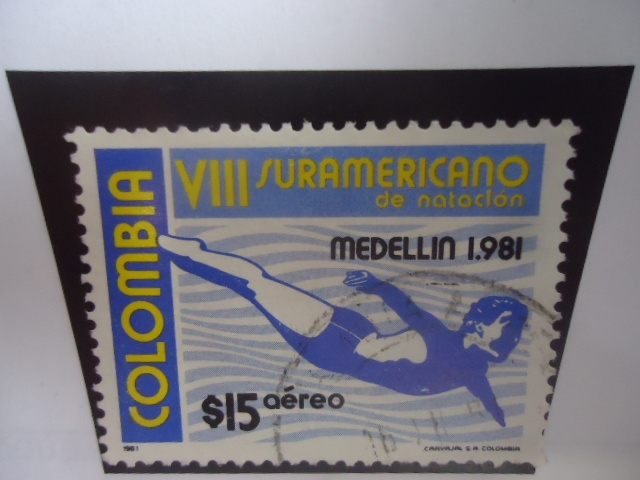 COLOMBIA
VIII SURAMERICANO
de natación
MEDELLIN 1.981
$15 aéreo
1981
CARVAJAL S.A. COLOMBIA